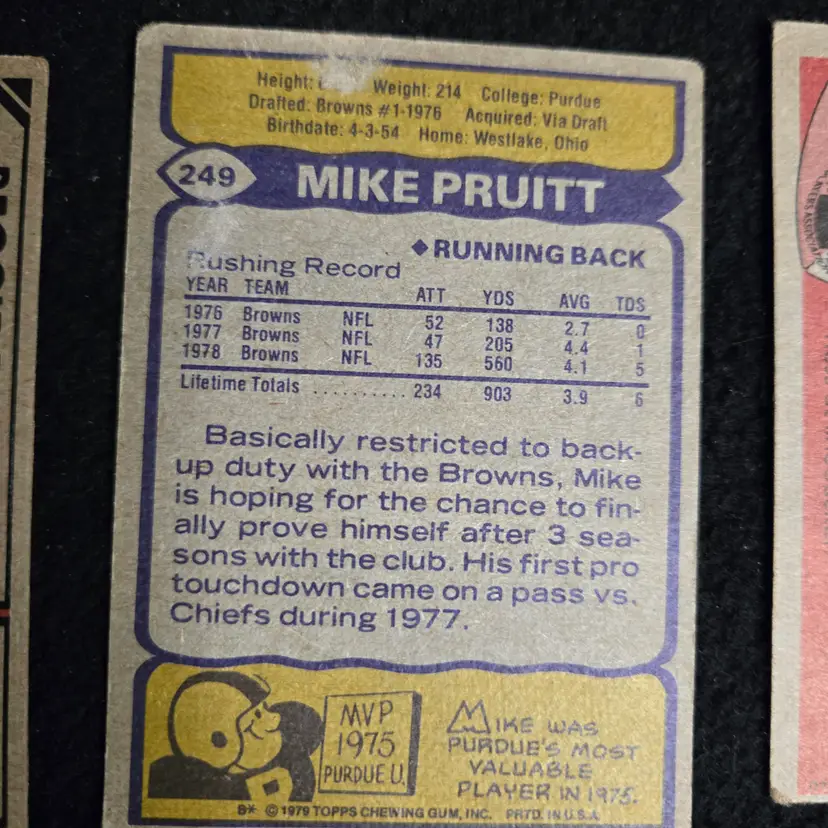 Height: Weight: 214 College: Purdue
Drafted: Browns #1-1976 Acquired: Via Draft
Birthdate: 4-3-54 Home: Westlake, Ohio
249 MIKE PRUITT
◆RUNNING BACK
Rushing Record
YEAR TEAM ATT YDS AVG TDS
1976 Browns NFL 52 138 2.7 0
1977 Browns NFL 47 205 4.4 1
1978 Browns NFL 135 560 4.1 5
Lifetime Totals .......... 234 903 3.9 6
Basically restricted to back-
up duty with the Browns, Mike
is hoping for the chance to fin-
ally prove himself after 3 sea-
sons with the club. His first pro
touchdown came on a pass vs.
Chiefs during 1977.
MVP
1975
PURDUE U.
MIKE WAS
PURDUE'S MOST
VALUABLE
PLAYER IN 1975.
B* © 1979 TOPPS CHEWING GUM, INC. PRTD. IN U.S.A.